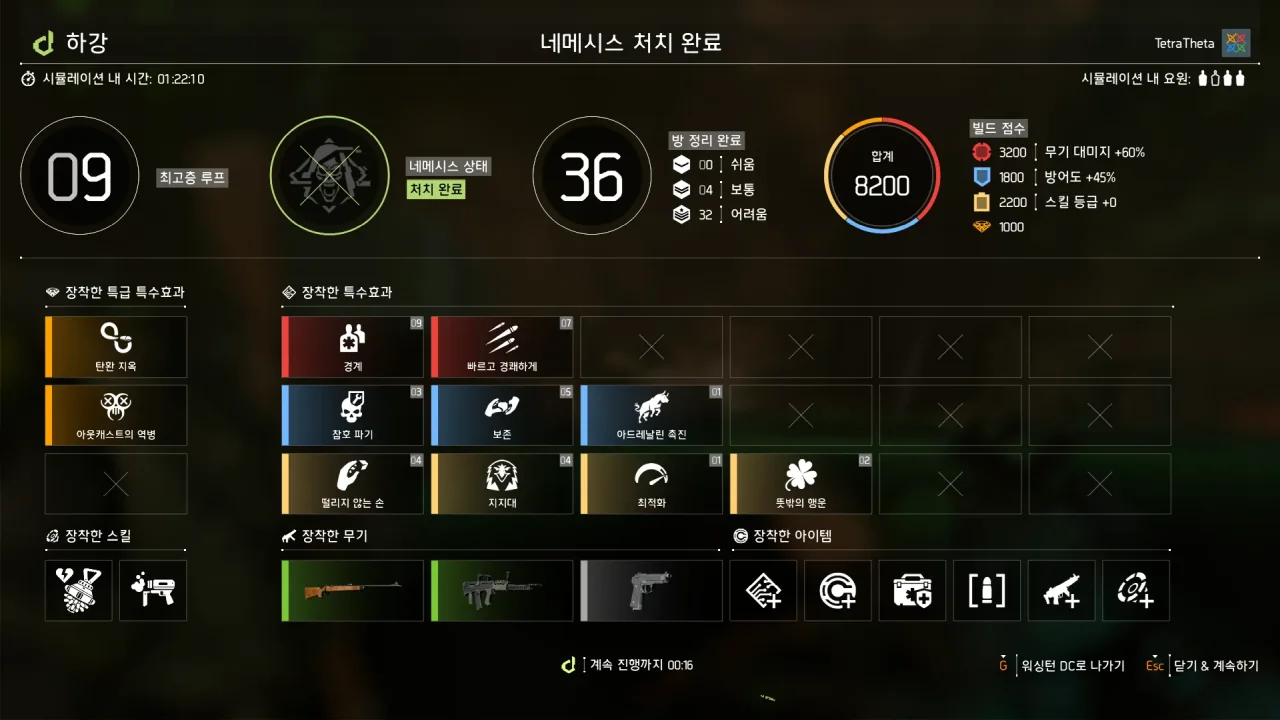 하강
네메시스 처치 완료
TetraTheta
시뮬레이션 내 시간: 01:22:10
시뮬레이션 내 요원:
09
최고층 루프
네메시스 상태
처치 완료
36
방 정리 완료
00 쉬움
04 보통
32 어려움
합계
8200
빌드 점수
3200 무기 대미지 +60%
1800 방어도 +45%
2200 스킬 등급 +0
1000
장착한 특급 특수효과
장착한 특수효과
탄환 지옥
09
경계
07
빠르고 경쾌하게
아웃캐스트의 역병
03
참호 파기
05
보존
01
아드레날린 촉진
04
떨리지 않는 손
04
지지대
01
최적화
02
뜻밖의 행운
장착한 스킬
장착한 무기
장착한 아이템
계속 진행까지 00:16
G 워싱턴 DC로 나가기
Esc 닫기 & 계속하기